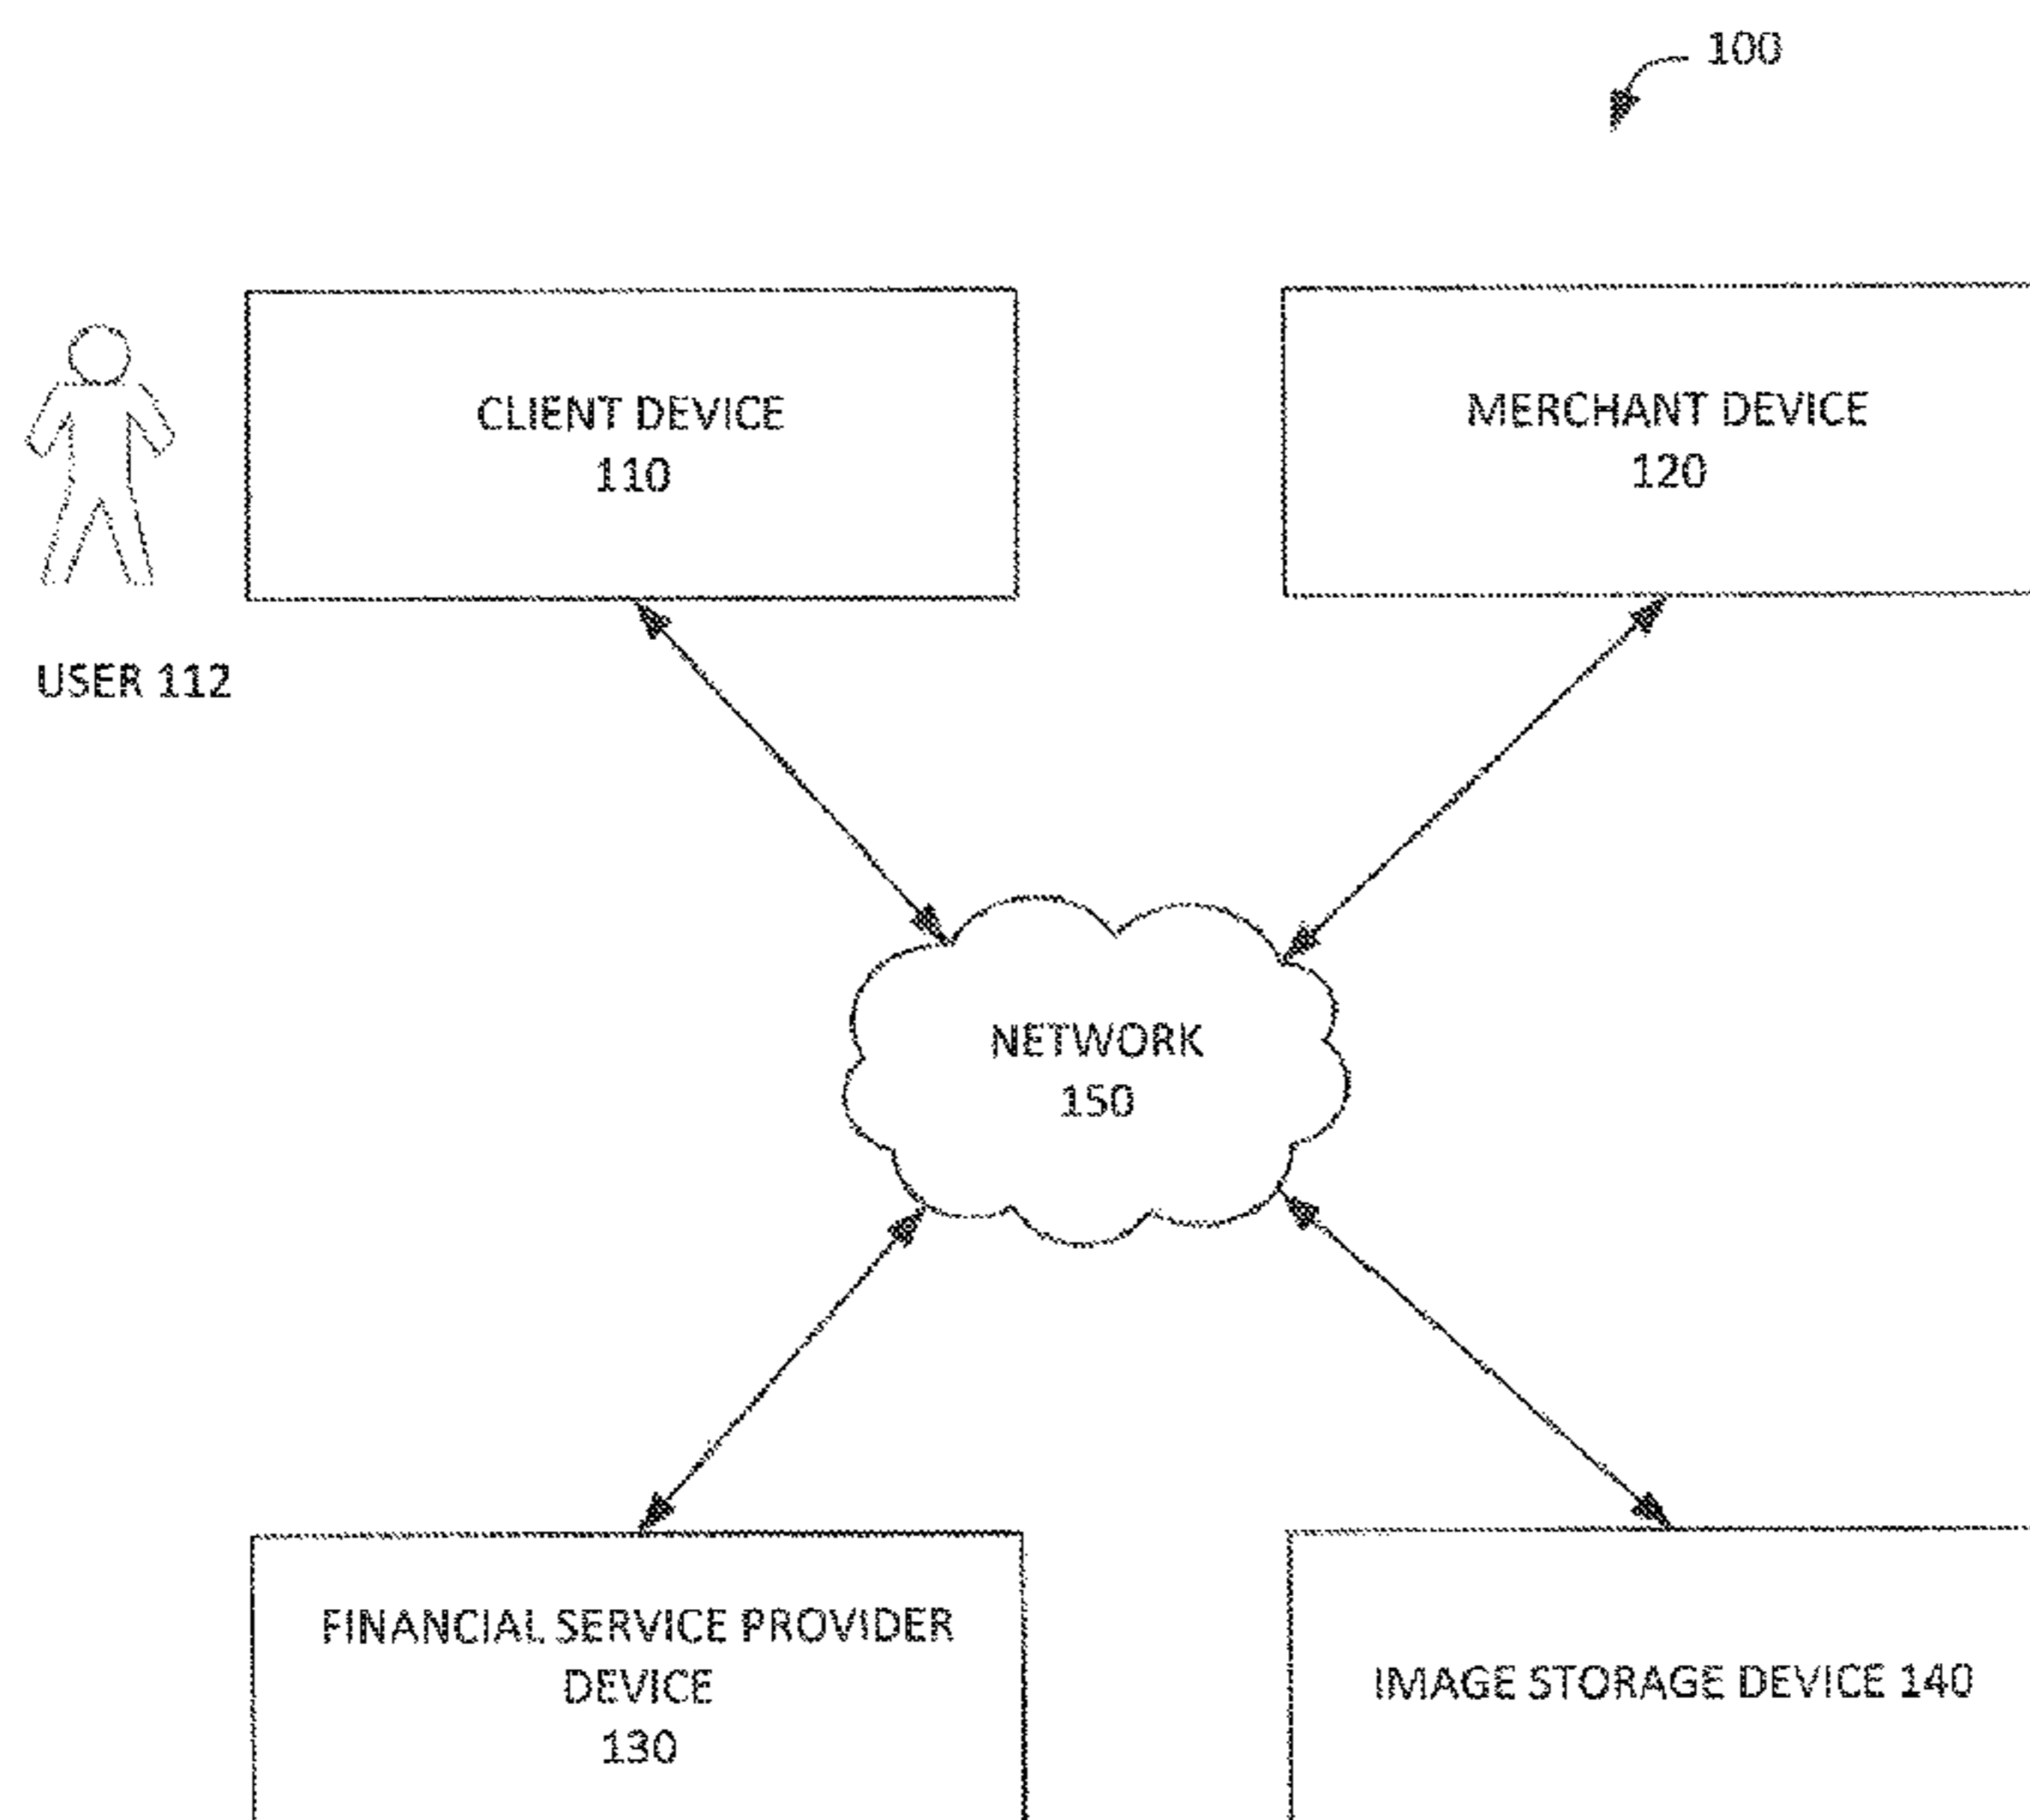 100
CLIENT DEVICE
110
MERCHANT DEVICE
120
USER 112
NETWORK
150
FINANCIAL SERVICE PROVIDER
DEVICE
130
IMAGE STORAGE DEVICE 140